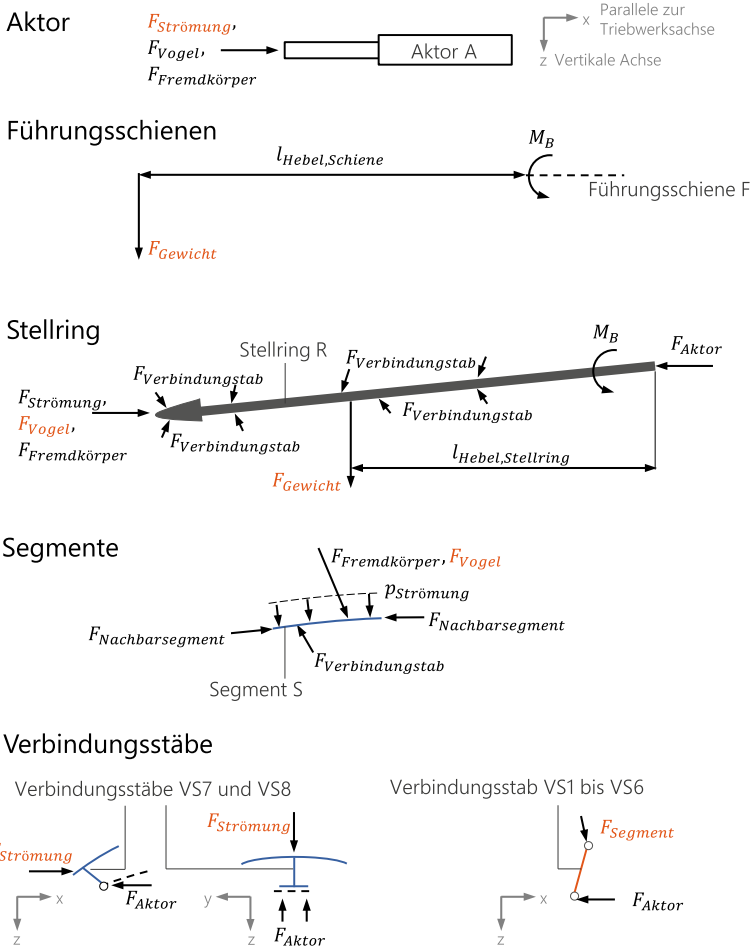 Aktor
F_Strömung,
F_Vogel,
F_Fremdkörper
Aktor A
x
Parallele zur
Triebwerksachse
z Vertikale Achse
Führungsschienen
l_Hebel,Schiene
M_B
Führungsschiene F
F_Gewicht
Stellring
Stellring R
M_B
F_Aktor
F_Verbindungstab
F_Verbindungstab
F_Strömung,
F_Vogel,
F_Fremdkörper
F_Verbindungstab
F_Verbindungstab
l_Hebel,Stellring
F_Gewicht
Segmente
F_Fremdkörper, F_Vogel
p_Strömung
F_Nachbarsegment
F_Nachbarsegment
F_Verbindungstab
Segment S
Verbindungsstäbe
Verbindungsstäbe VS7 und VS8
Verbindungsstab VS1 bis VS6
F_Strömung
F_Segment
Strömung
F_Aktor
x
y
x
F_Aktor
z
z
F_Aktor
z